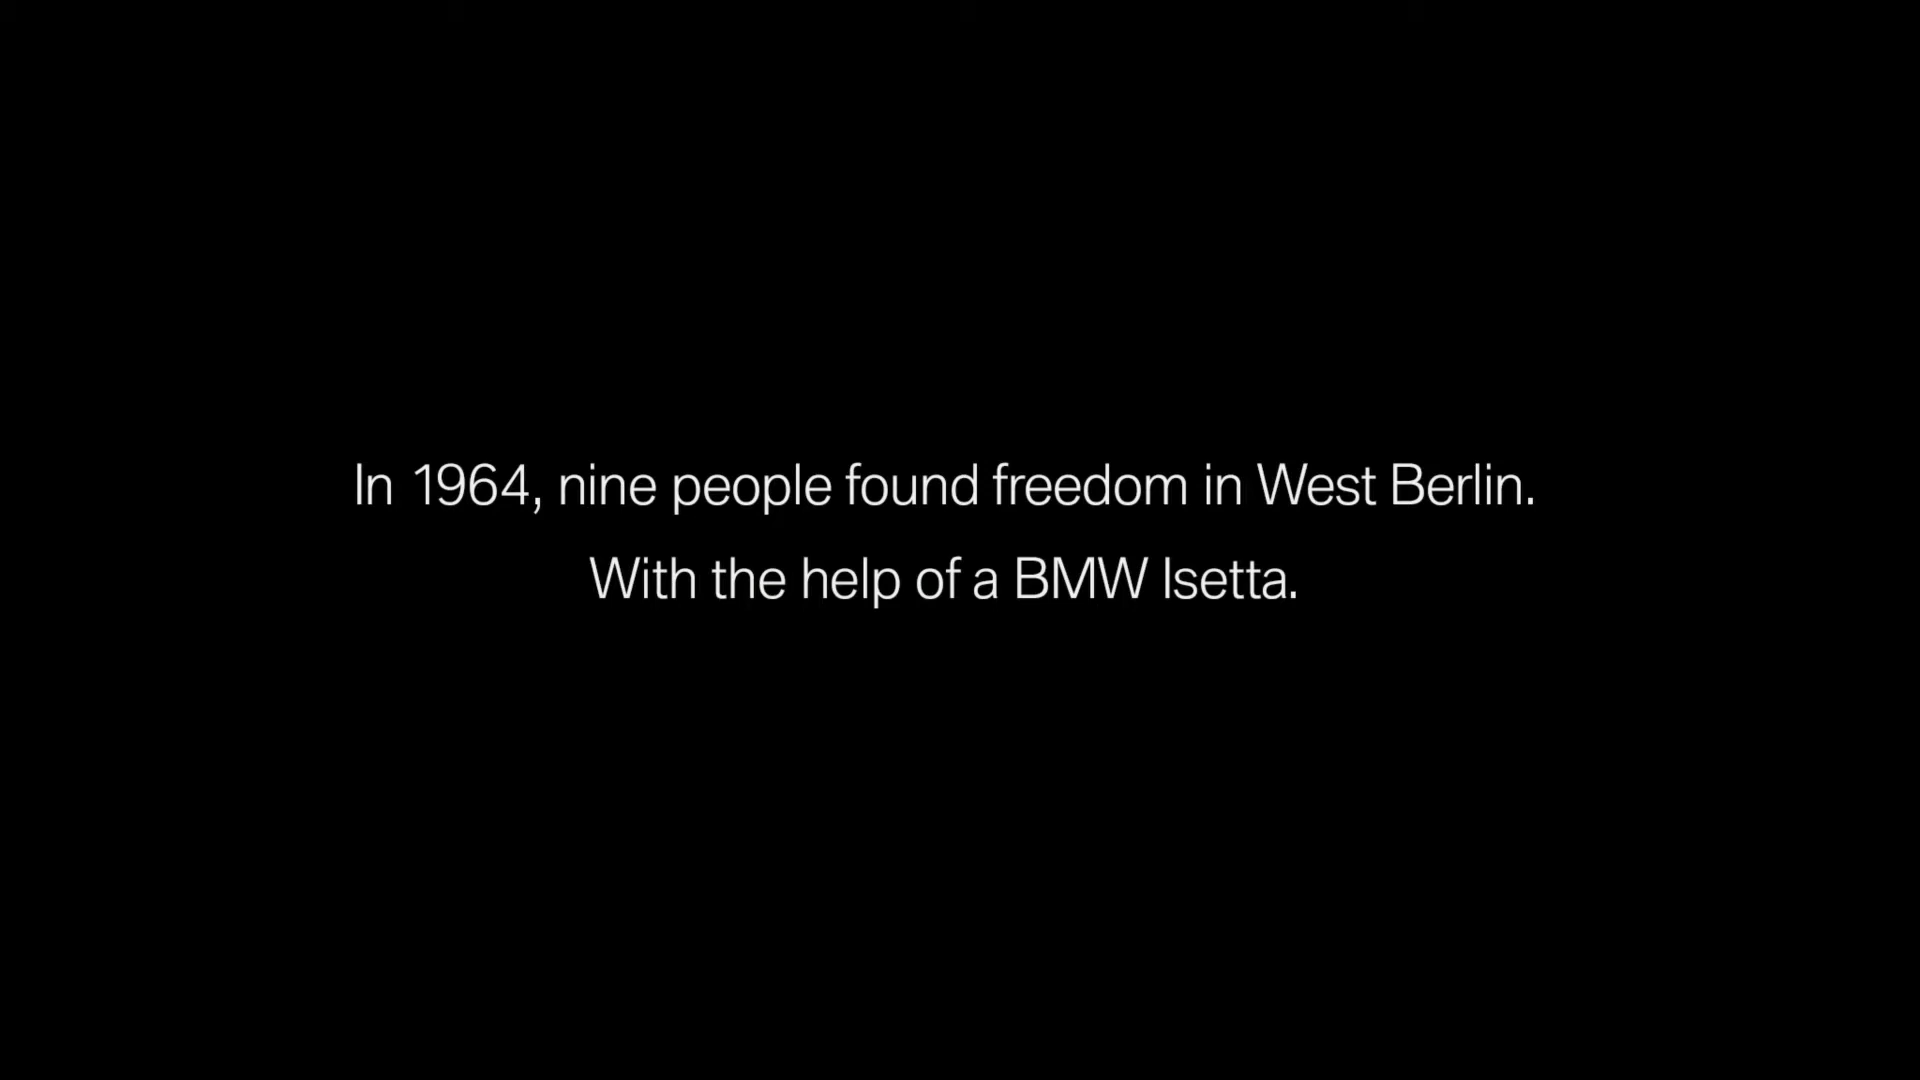 In 1964, nine people found freedom in West Berlin.
With the help of a BMW Isetta.